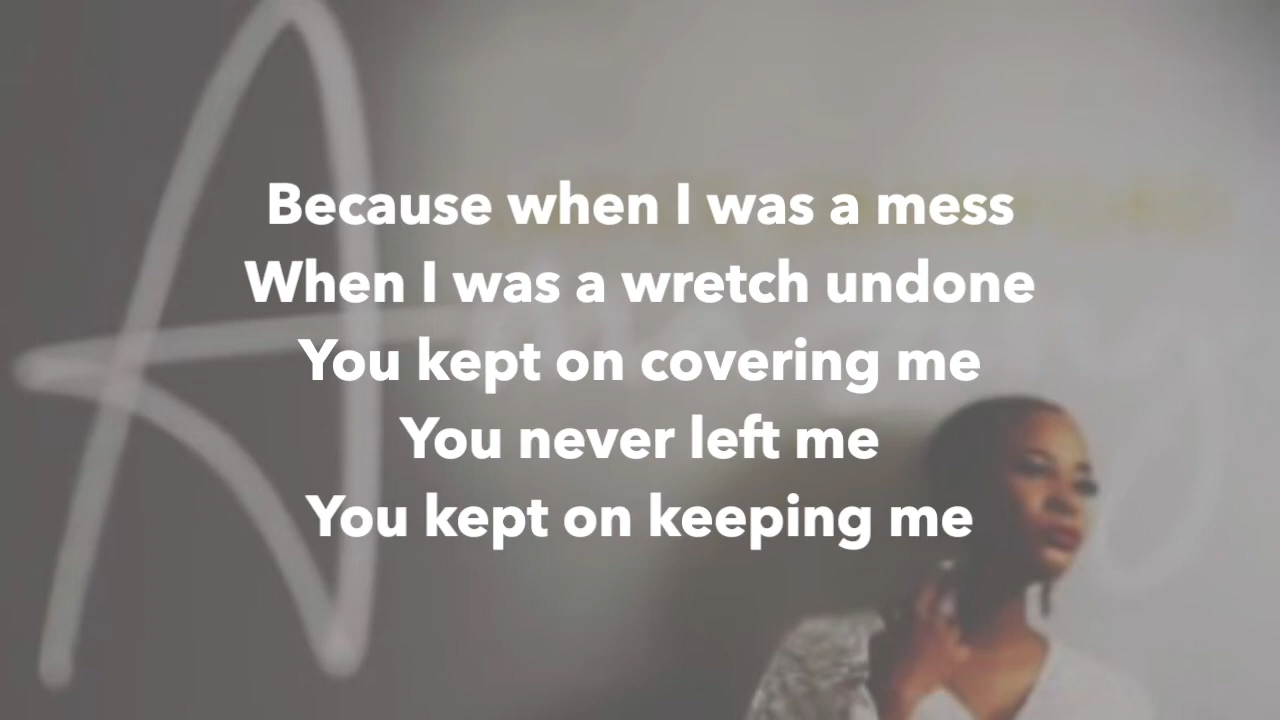 Because when I was a mess
When I was a wretch undone
You kept on covering me
You never left me
You kept on keeping me